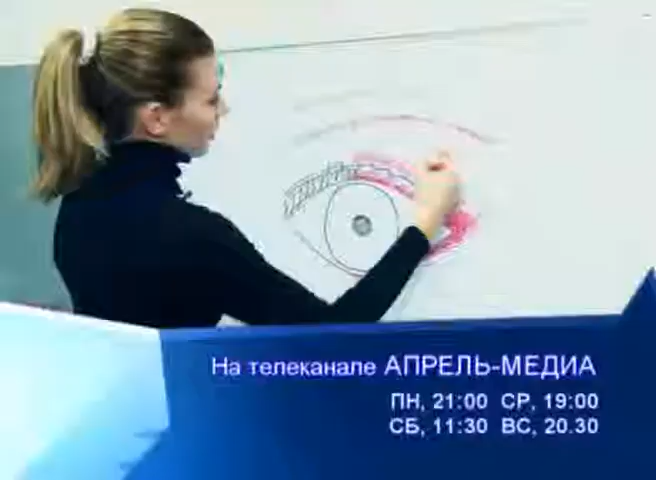 На телеканале АПРЕЛЬ-МЕДИА
ПН, 21:00 СР, 19:00
СБ, 11:30 ВС, 20.30